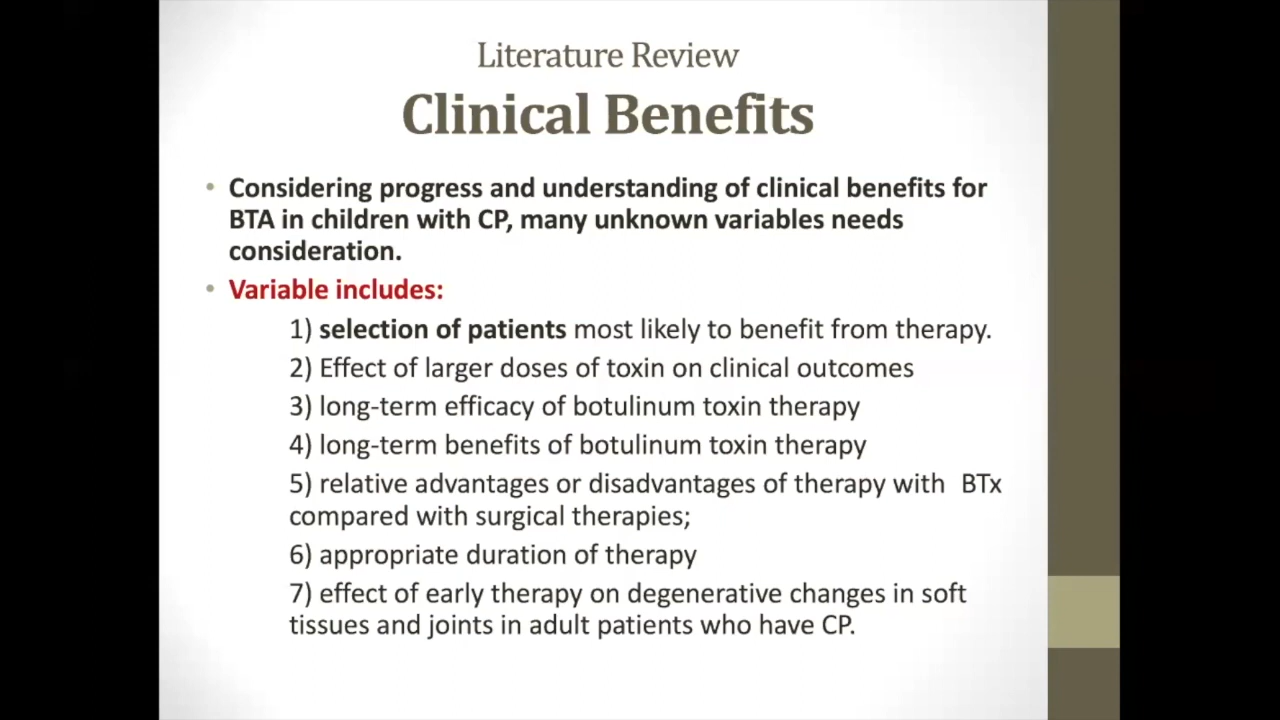 Literature Review
Clinical Benefits
• Considering progress and understanding of clinical benefits for
BTA in children with CP, many unknown variables needs
consideration.
• Variable includes:
1) selection of patients most likely to benefit from therapy.
2) Effect of larger doses of toxin on clinical outcomes
3) long-term efficacy of botulinum toxin therapy
4) long-term benefits of botulinum toxin therapy
5) relative advantages or disadvantages of therapy with BTx
compared with surgical therapies;
6) appropriate duration of therapy
7) effect of early therapy on degenerative changes in soft
tissues and joints in adult patients who have CP.